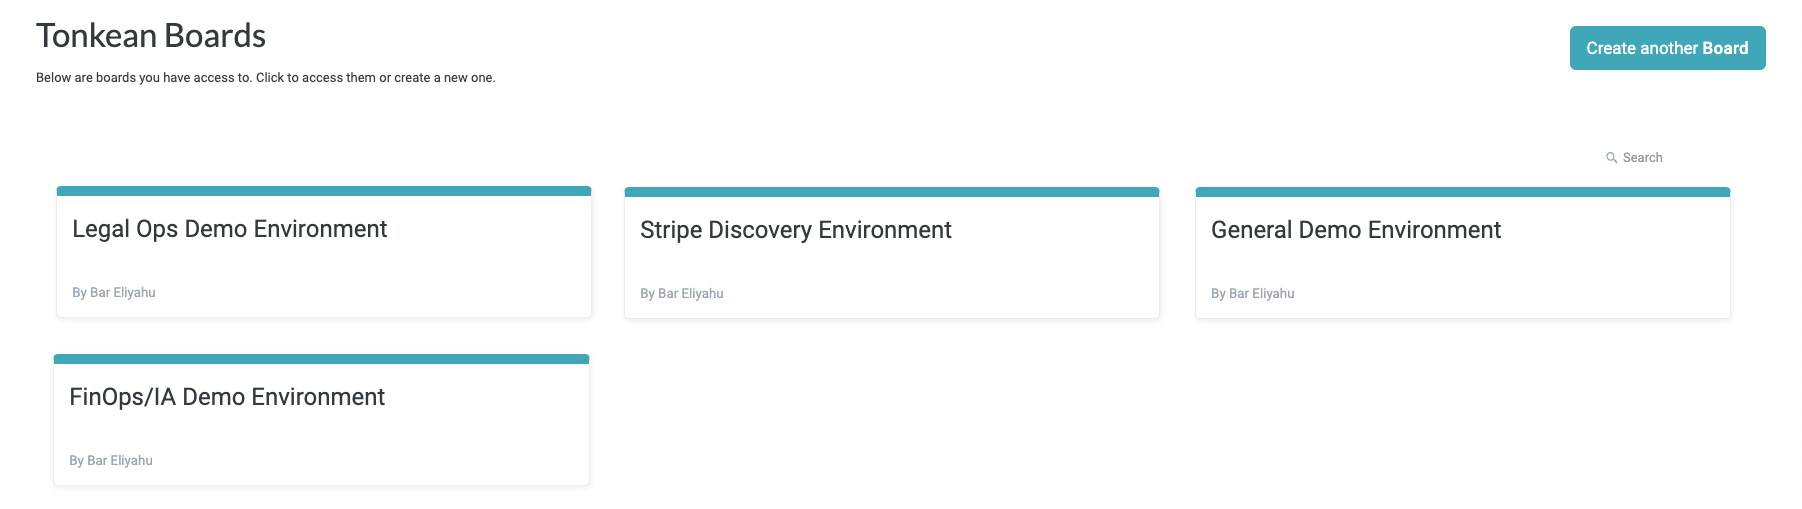 Tonkean Boards
Create another Board
Below are boards you have access to. Click to access them or create a new one.
Search
Legal Ops Demo Environment
By Bar Eliyahu
Stripe Discovery Environment
By Bar Eliyahu
General Demo Environment
By Bar Eliyahu
FinOps/IA Demo Environment
By Bar Eliyahu